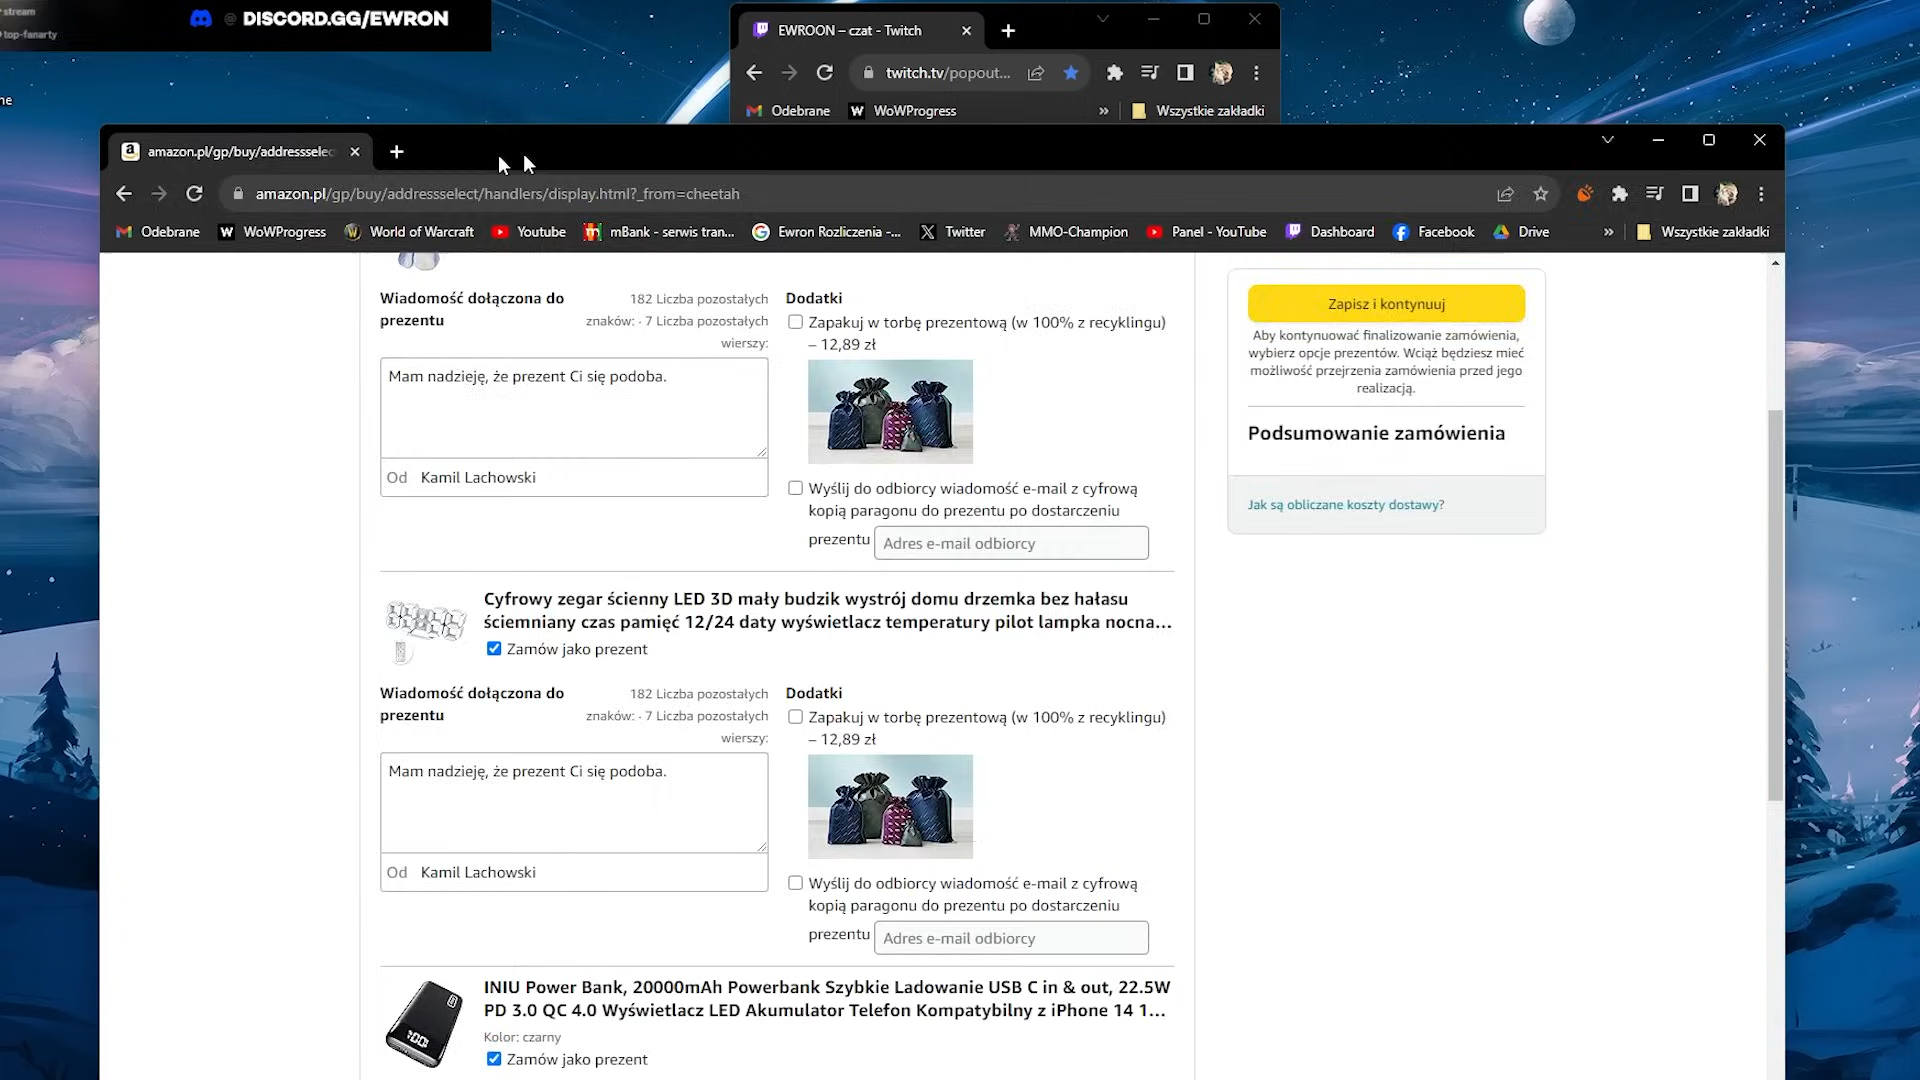 stream
top-fanarty
@ DISCORD.GG/EWRON
ne
EWROON – czat - Twitch
twitch.tv/popout...
Odebrane
WoWProgress
»
Wszystkie zakładki
amazon.pl/gp/buy/addressselec
amazon.pl/gp/buy/addressselect/handlers/display.html?_from=cheetah
Odebrane
WoWProgress
World of Warcraft
Youtube
mBank - serwis tran...
Ewron Rozliczenia -...
Twitter
MMO-Champion
Panel - YouTube
Dashboard
Facebook
Drive
»
Wszystkie zakładki
Wiadomość dołączona do
prezentu
182 Liczba pozostałych
znaków: · 7 Liczba pozostałych
wierszy:
Mam nadzieję, że prezent Ci się podoba.
Od Kamil Lachowski
Dodatki
Zapakuj w torbę prezentową (w 100% z recyklingu)
– 12,89 zł
Wyślij do odbiorcy wiadomość e-mail z cyfrową
kopią paragonu do prezentu po dostarczeniu
prezentu Adres e-mail odbiorcy
Zapisz i kontynuuj
Aby kontynuować finalizowanie zamówienia,
wybierz opcje prezentów. Wciąż będziesz mieć
możliwość przejrzenia zamówienia przed jego
realizacją.
Podsumowanie zamówienia
Jak są obliczane koszty dostawy?
Cyfrowy zegar ścienny LED 3D mały budzik wystrój domu drzemka bez hałasu
ściemniany czas pamięć 12/24 daty wyświetlacz temperatury pilot lampka nocna...
Zamów jako prezent
Wiadomość dołączona do
prezentu
182 Liczba pozostałych
znaków: · 7 Liczba pozostałych
wierszy:
Mam nadzieję, że prezent Ci się podoba.
Od Kamil Lachowski
Dodatki
Zapakuj w torbę prezentową (w 100% z recyklingu)
– 12,89 zł
Wyślij do odbiorcy wiadomość e-mail z cyfrową
kopią paragonu do prezentu po dostarczeniu
prezentu Adres e-mail odbiorcy
INIU Power Bank, 20000mAh Powerbank Szybkie Ladowanie USB C in & out, 22.5W
PD 3.0 QC 4.0 Wyświetlacz LED Akumulator Telefon Kompatybilny z iPhone 14 1...
Kolor: czarny
Zamów jako prezent